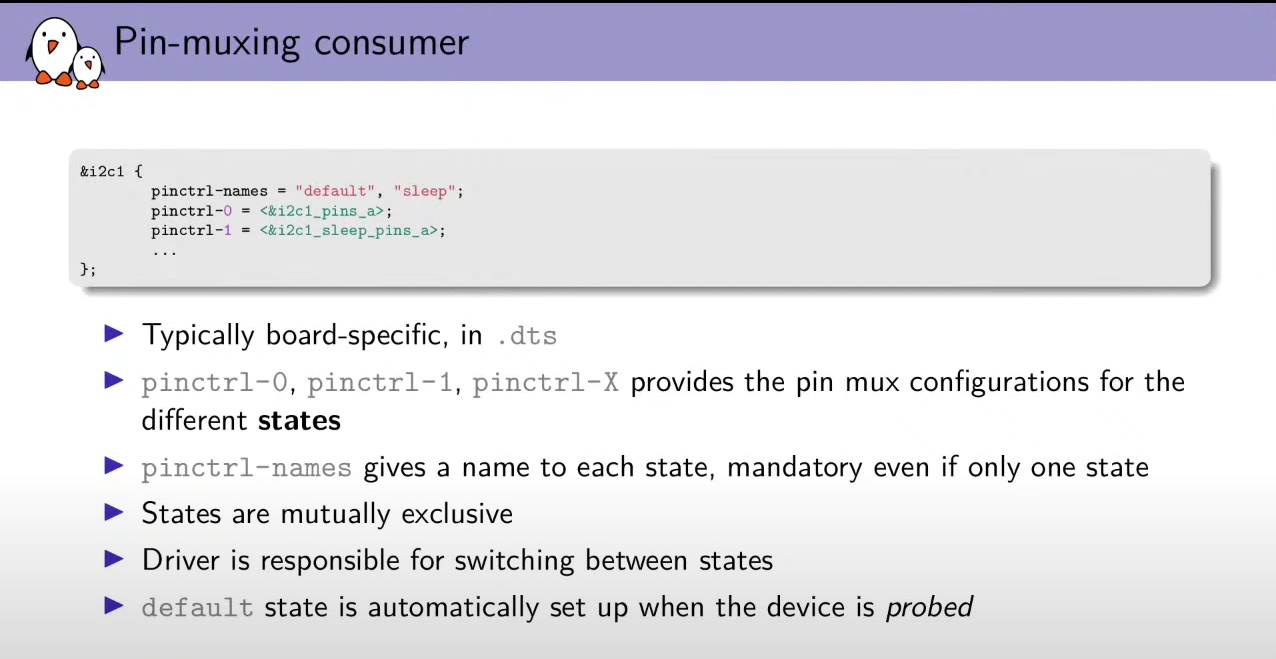 Pin-muxing consumer
&i2c1 {
pinctrl-names = "default", "sleep";
pinctrl-0 = <&i2c1_pins_a>;
pinctrl-1 = <&i2c1_sleep_pins_a>;
...
};
Typically board-specific, in .dts
pinctrl-0, pinctrl-1, pinctrl-X provides the pin mux configurations for the
different states
pinctrl-names gives a name to each state, mandatory even if only one state
States are mutually exclusive
Driver is responsible for switching between states
default state is automatically set up when the device is probed